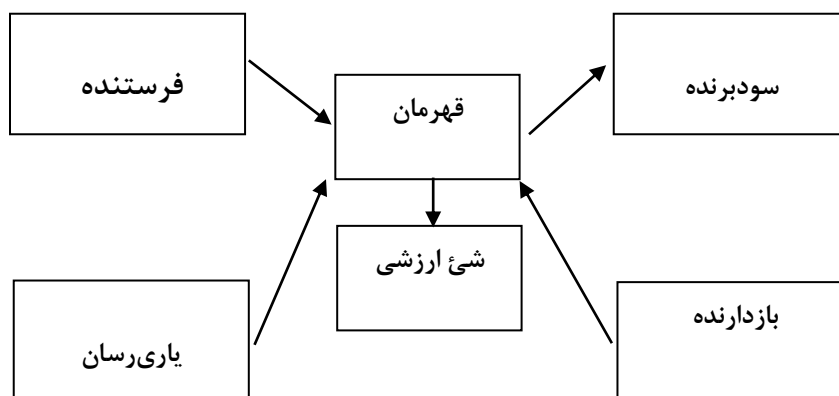 سودبرنده
قهرمان
فرستنده
شئ ارزشی
بازدارنده
یاری‌رسان